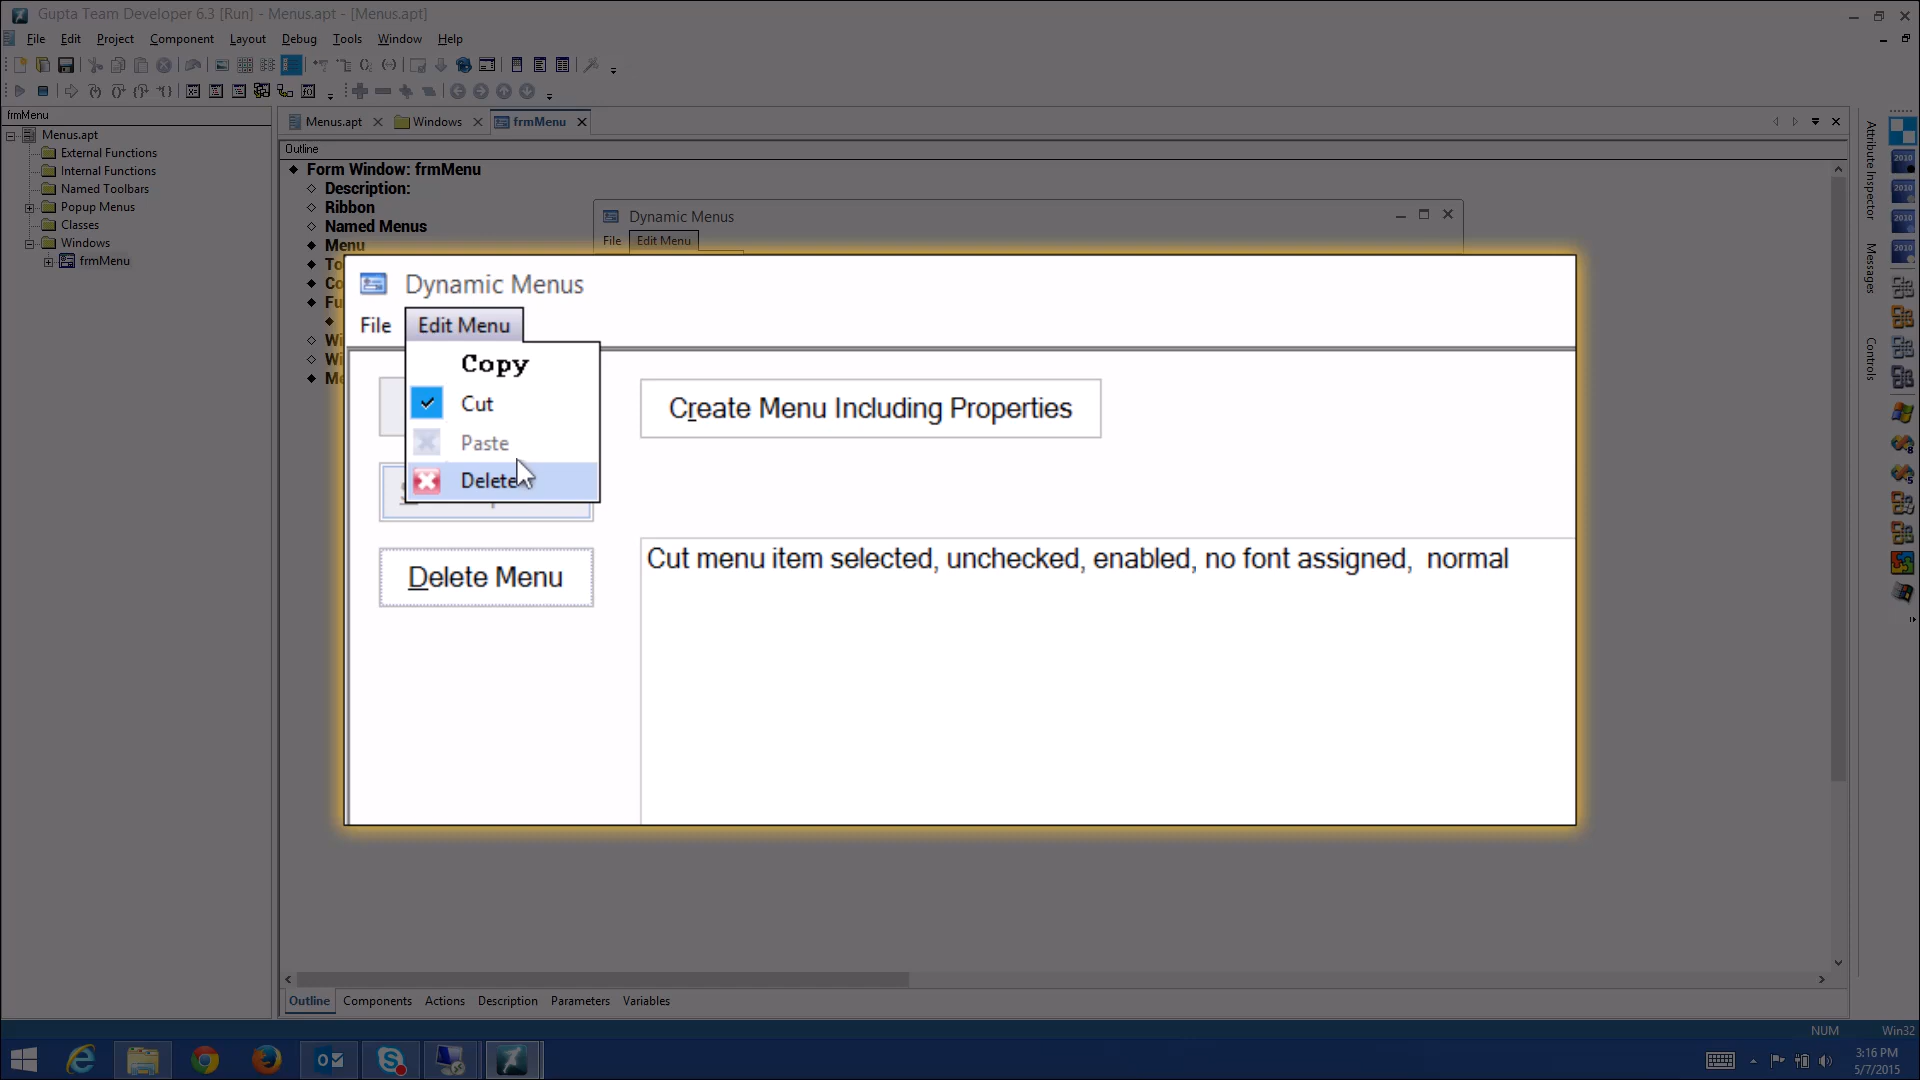 Gupta Team Developer 6.3 [Run] - Menus.apt - [Menus.apt]
File Edit Project Component Layout Debug Tools Window Help
frmMenu
Menus.apt
External Functions
Internal Functions
Named Toolbars
Popup Menus
Classes
Windows
frmMenu
Menus.apt Windows frmMenu
Outline
Form Window: frmMenu
Description:
Ribbon
Named Menus
Menu
Dynamic Menus
File Edit Menu
Dynamic Menus
File Edit Menu
Copy
Cut
Paste
Delete
Create Menu Including Properties
Delete Menu
Cut menu item selected, unchecked, enabled, no font assigned, normal
Outline Components Actions Description Parameters Variables
Attribute Inspector
Messages
Controls
2010
2010
2010
2010
NUM Win32
3:16 PM
5/7/2015